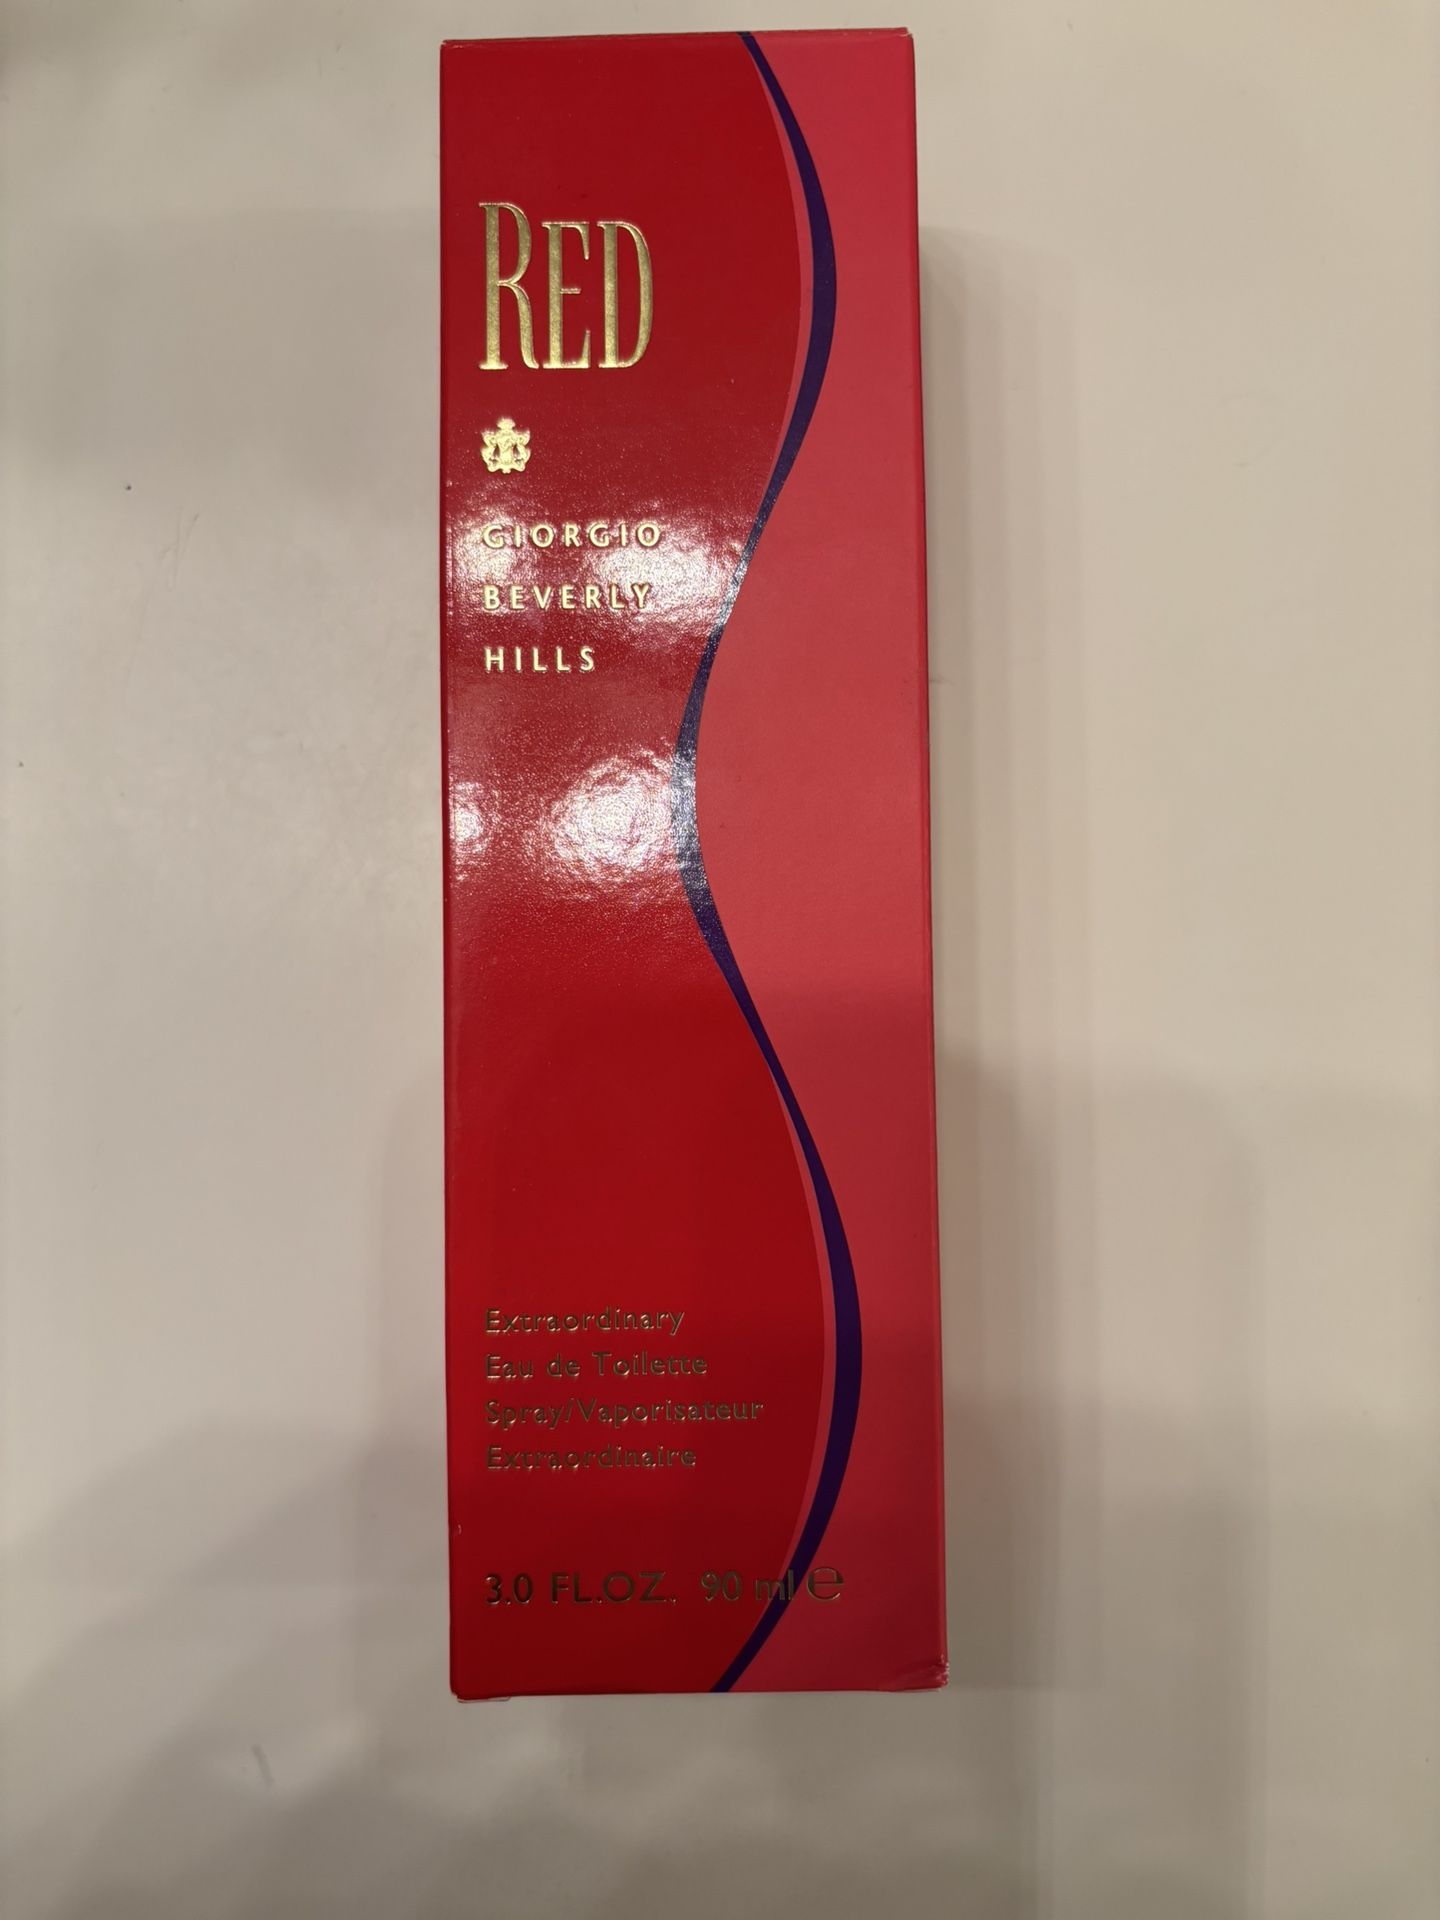 RED
GIORGIO
BEVERLY
HILLS
Extraordinary
Eau de Toilette
Spray/Vaporisateur
Extraordinaire
3.0 FL.OZ. 90 ml ℮